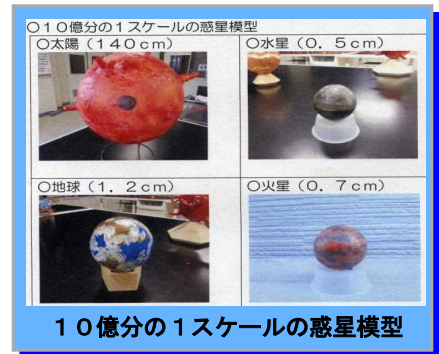 ○１０億分の１スケールの惑星模型
○太陽（１４０ｃｍ）
○水星（０．５ｃｍ）
○地球（１．２ｃｍ）
○火星（０．７ｃｍ）
１０億分の１スケールの惑星模型